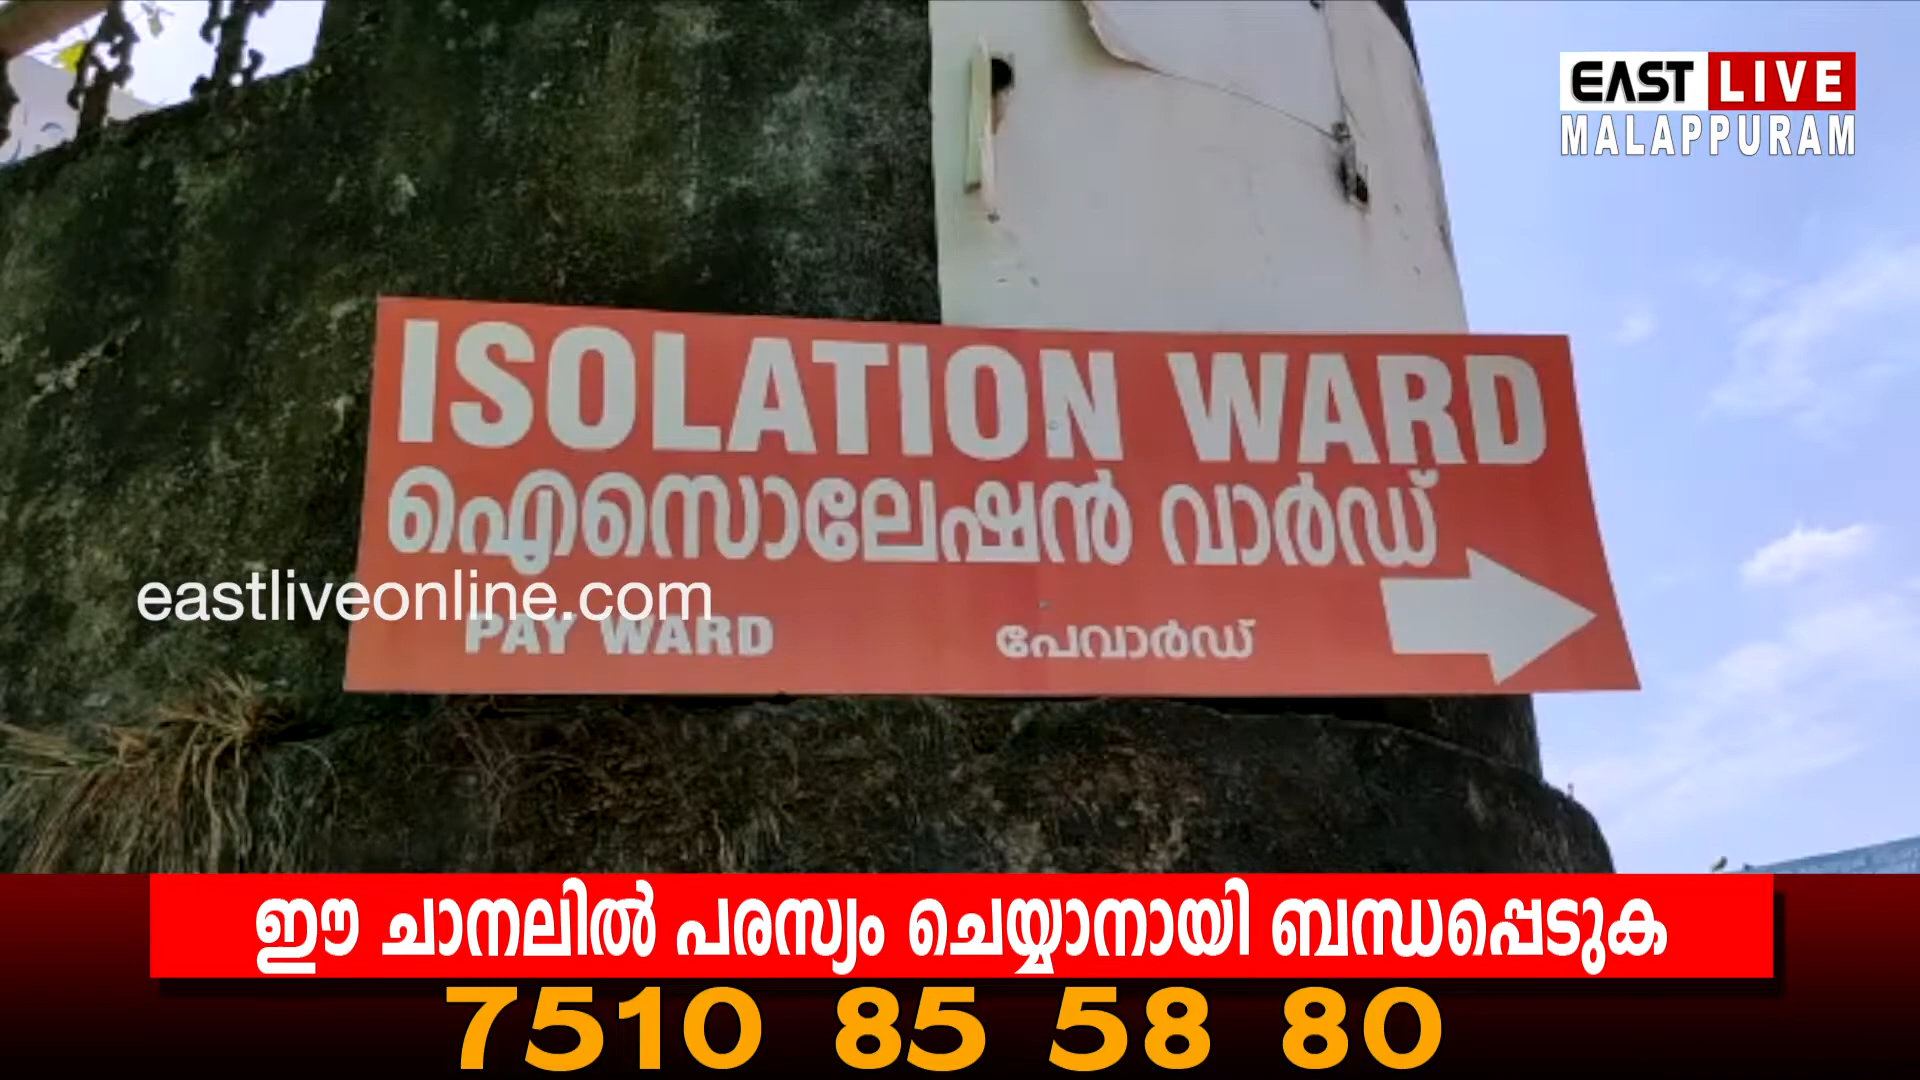 EAST LIVE
MALAPPURAM
ISOLATION WARD
ഐസൊലേഷൻ വാർഡ്
eastliveonline.com
PAY WARD പേവാർഡ്
ഈ ചാനലിൽ പരസ്യം ചെയ്യാനായി ബന്ധപ്പെടുക
7510 85 58 80